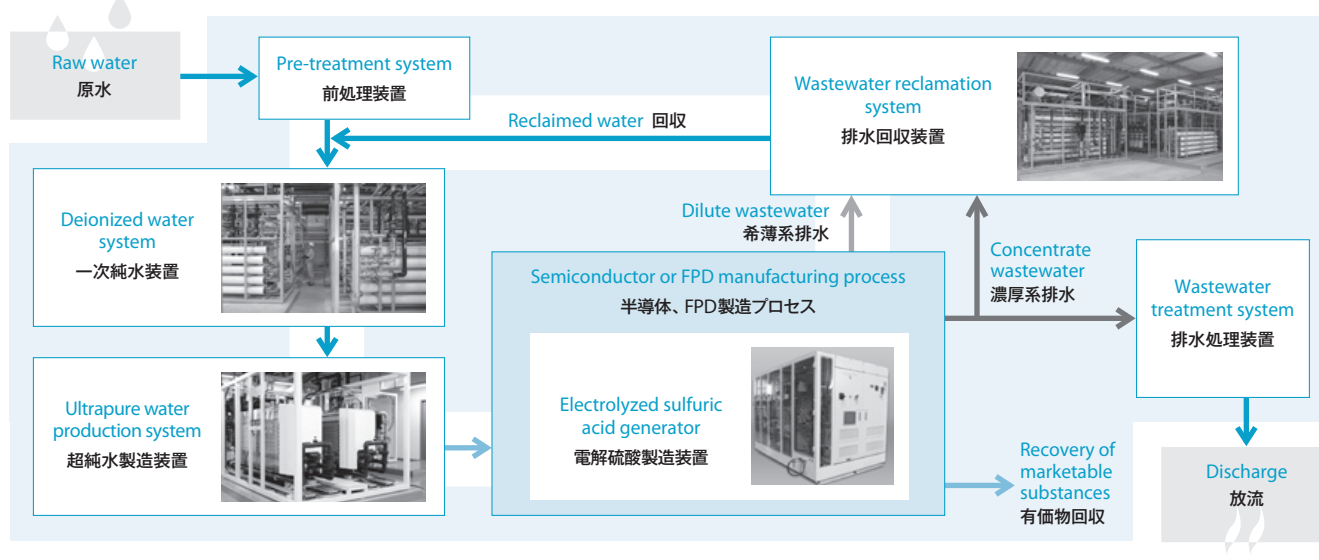 Raw water
原水
Pre-treatment system
前処理装置
Reclaimed water 回収
Wastewater reclamation
system
排水回収装置
Deionized water
system
一次純水装置
Dilute wastewater
希薄系排水
Concentrate
wastewater
濃厚系排水
Semiconductor or FPD manufacturing process
半導体、FPD製造プロセス
Wastewater
treatment system
排水処理装置
Ultrapure water
production system
超純水製造装置
Electrolyzed sulfuric
acid generator
電解硫酸製造装置
Recovery of
marketable
substances
有価物回収
Discharge
放流